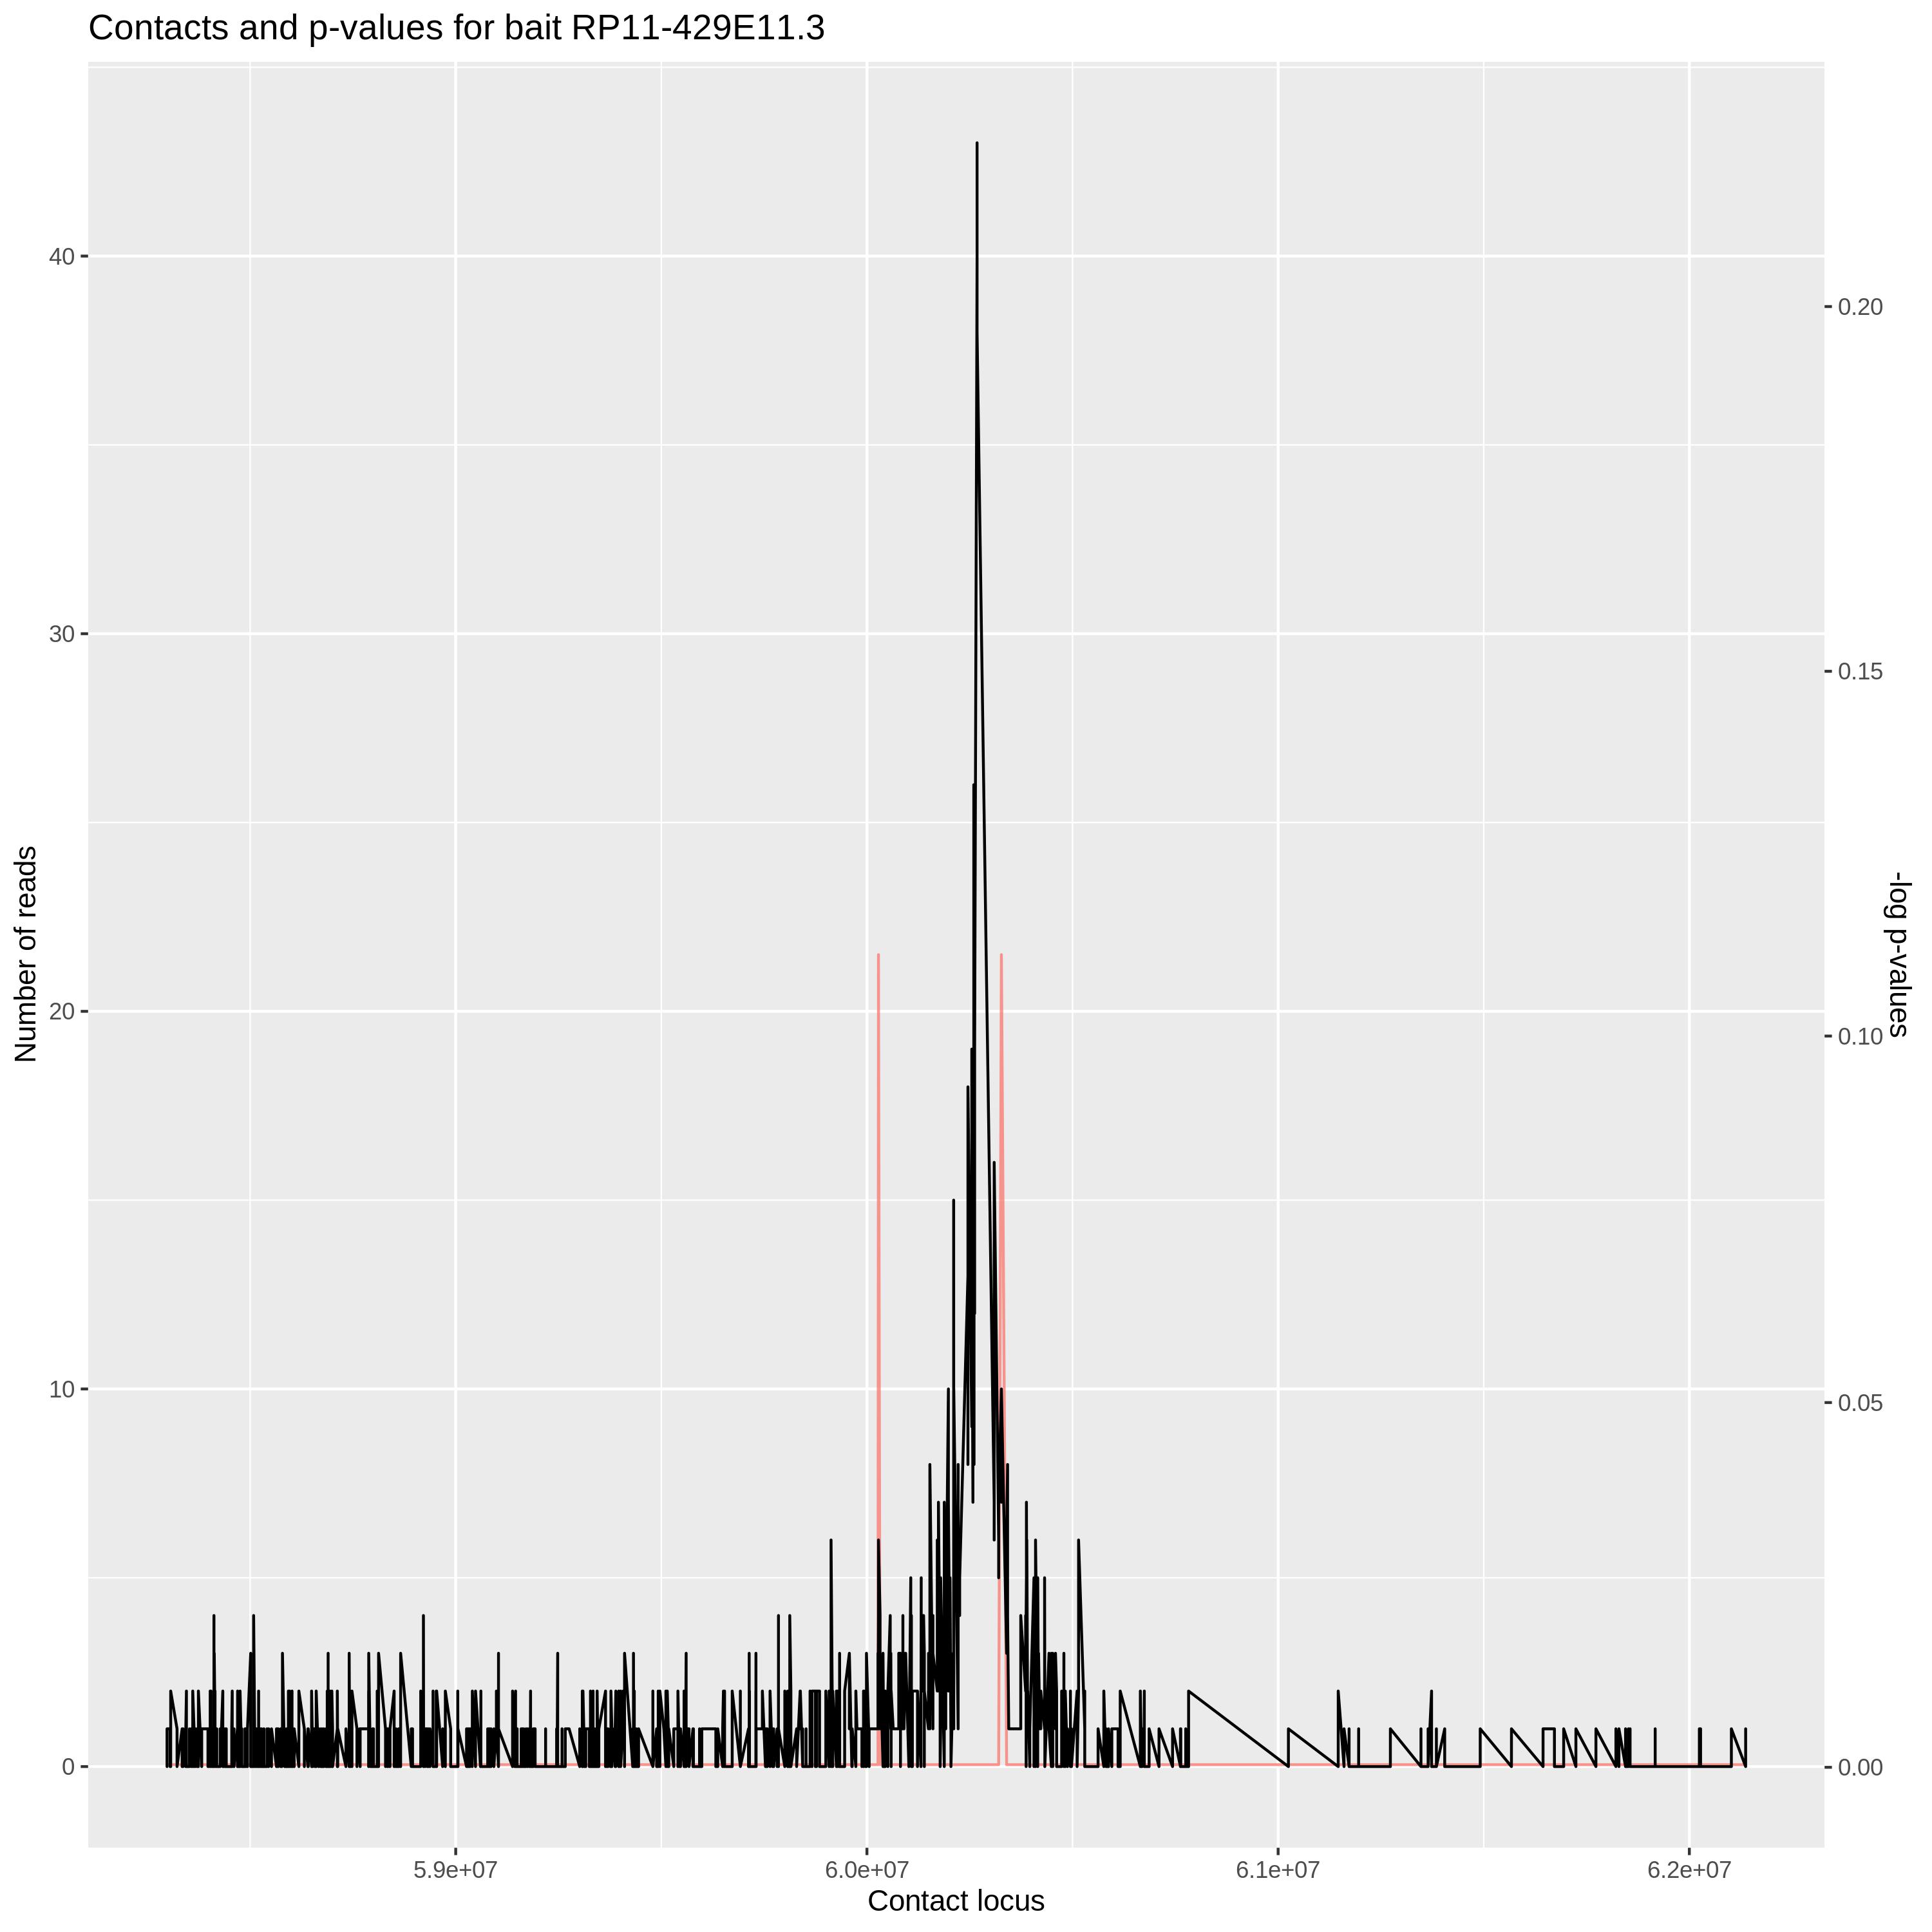 Contacts and p-values for bait RP11-429E11.3
40
30
20
10
0
Number of reads
0.20
0.15
0.10
0.05
0.00
-log p-values
5.9e+07
6.0e+07
6.1e+07
6.2e+07
Contact locus